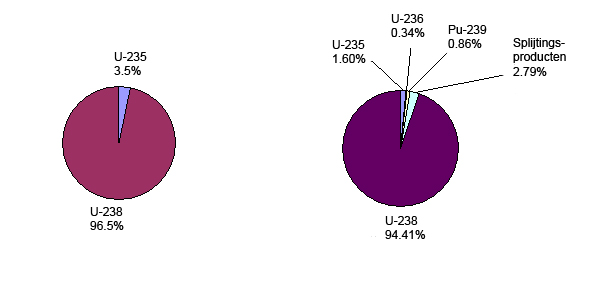 U-235
3.5%
U-238
96.5%
U-235
1.60%
U-236
0.34%
Pu-239
0.86%
Splijtings-
producten
2.79%
U-238
94.41%